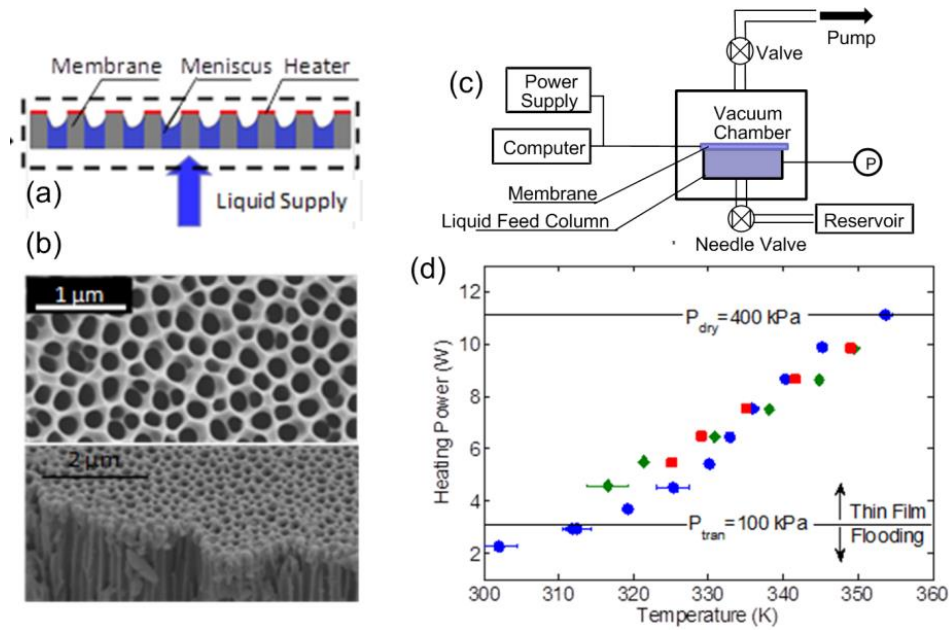 Membrane Meniscus Heater
(a)
Liquid Supply
(b)
1 µm
2 µm
(c)
Pump
Valve
Power
Supply
Vacuum
Chamber
Computer
P
Membrane
Liquid Feed Column
Reservoir
Needle Valve
(d)
12
10
8
6
4
2
Heating Power (W)
P_dry=400 kPa
P_tran=100 kPa
Thin Film
Flooding
300 310 320 330 340 350 360
Temperature (K)